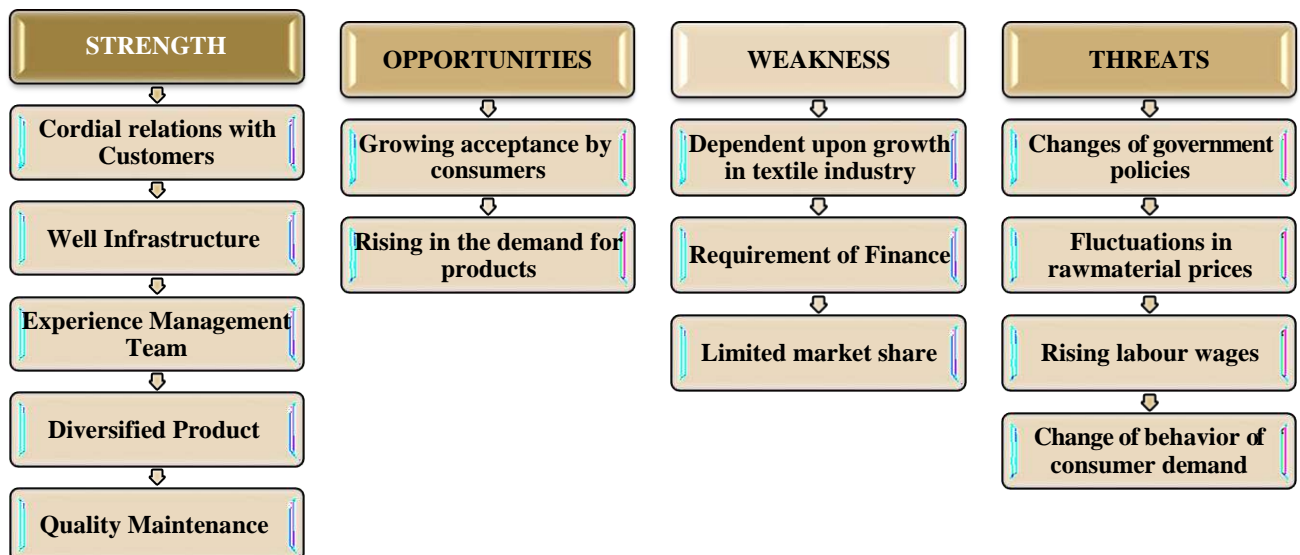 STRENGTH
Cordial relations with
Customers
Well Infrastructure
Experience Management
Team
Diversified Product
Quality Maintenance
OPPORTUNITIES
Growing acceptance by
consumers
Rising in the demand for
products
WEAKNESS
Dependent upon growth
in textile industry
Requirement of Finance
Limited market share
THREATS
Changes of government
policies
Fluctuations in
rawmaterial prices
Rising labour wages
Change of behavior of
consumer demand